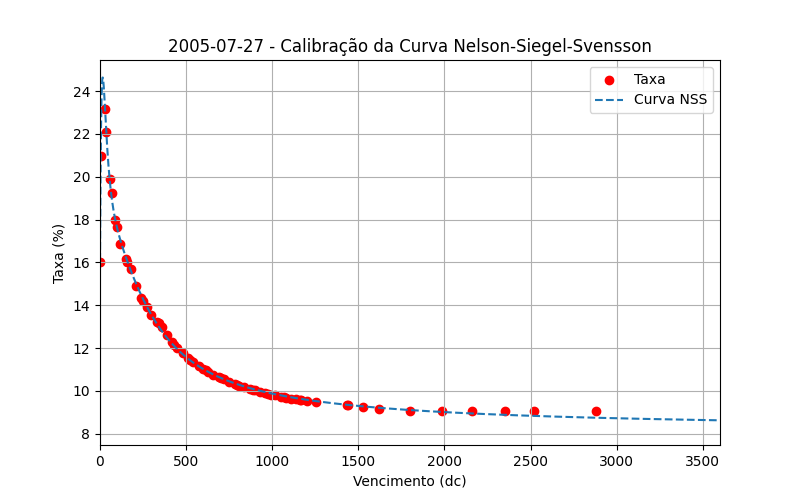 2005-07-27 - Calibração da Curva Nelson-Siegel-Svensson
Taxa
Curva NSS
Taxa (%)
24
22
20
18
16
14
12
10
8
0 500 1000 1500 2000 2500 3000 3500
Vencimento (dc)